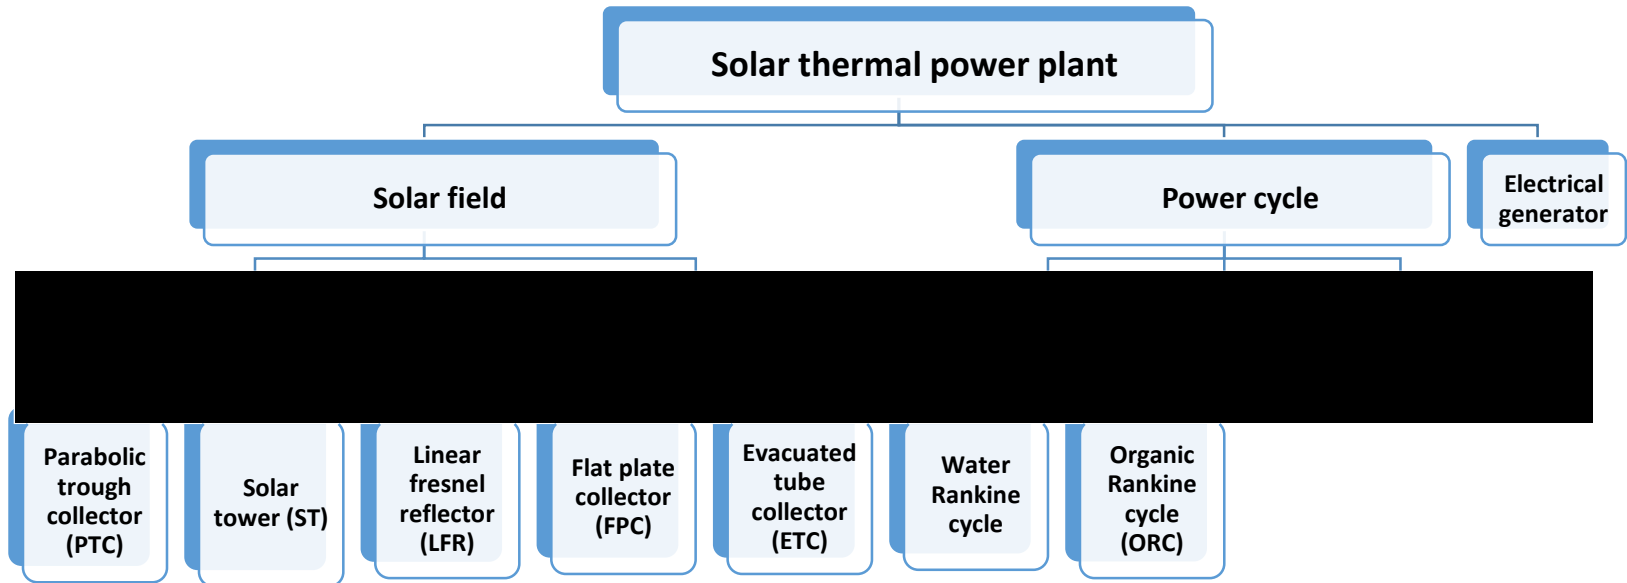 Solar thermal power plant
Solar field
Power cycle
Electrical
generator
Parabolic
trough
collector
(PTC)
Solar
tower (ST)
Linear
fresnel
reflector
(LFR)
Flat plate
collector
(FPC)
Evacuated
tube
collector
(ETC)
Water
Rankine
cycle
Organic
Rankine
cycle
(ORC)